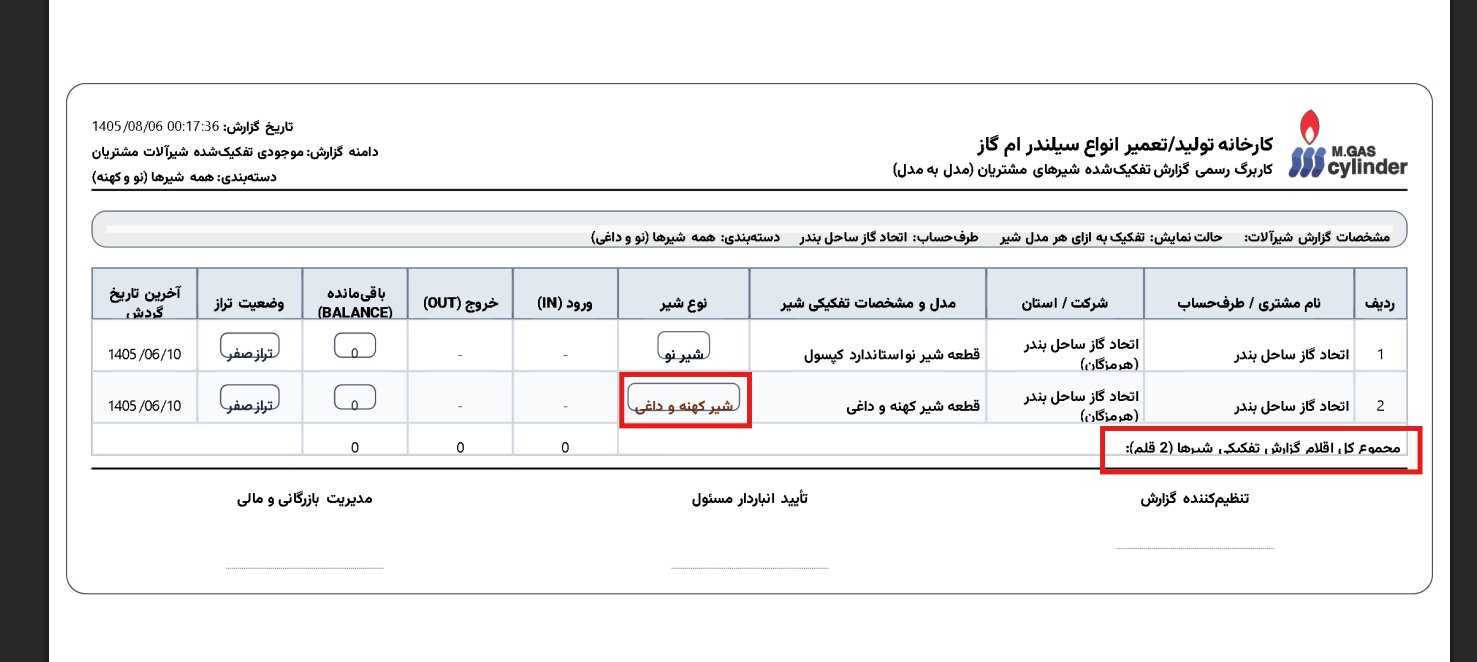 M.GAS
cylinder
کارخانه تولید/تعمیر انواع سیلندر ام گاز
کاربرگ رسمی گزارش تفکیک‌شده شیرهای مشتریان (مدل به مدل)
تاریخ گزارش: 1405/08/06 00:17:36
دامنه گزارش: موجودی تفکیک‌شده شیرآلات مشتریان
دسته‌بندی: همه شیرها (نو و کهنه)
مشخصات گزارش شیرآلات: حالت نمایش: تفکیک به ازای هر مدل شیر طرف‌حساب: اتحاد گاز ساحل بندر دسته‌بندی: همه شیرها (نو و داغی)
ردیف
نام مشتری / طرف‌حساب
شرکت / استان
مدل و مشخصات تفکیکی شیر
نوع شیر
ورود (IN)
خروج (OUT)
باقی‌مانده
(BALANCE)
وضعیت تراز
آخرین تاریخ
گردش
1
اتحاد گاز ساحل بندر
اتحاد گاز ساحل بندر
(هرمزگان)
قطعه شیر نو استاندارد کپسول
شیر نو
-
-
0
تراز صفر
1405/06/10
2
اتحاد گاز ساحل بندر
اتحاد گاز ساحل بندر
(هرمزگان)
قطعه شیر کهنه و داغی
شیر کهنه و داغی
-
-
0
تراز صفر
1405/06/10
مجموع کل اقلام گزارش تفکیکی شیرها (2 قلم):
0
0
0
تنظیم‌کننده گزارش
تأیید انباردار مسئول
مدیریت بازرگانی و مالی